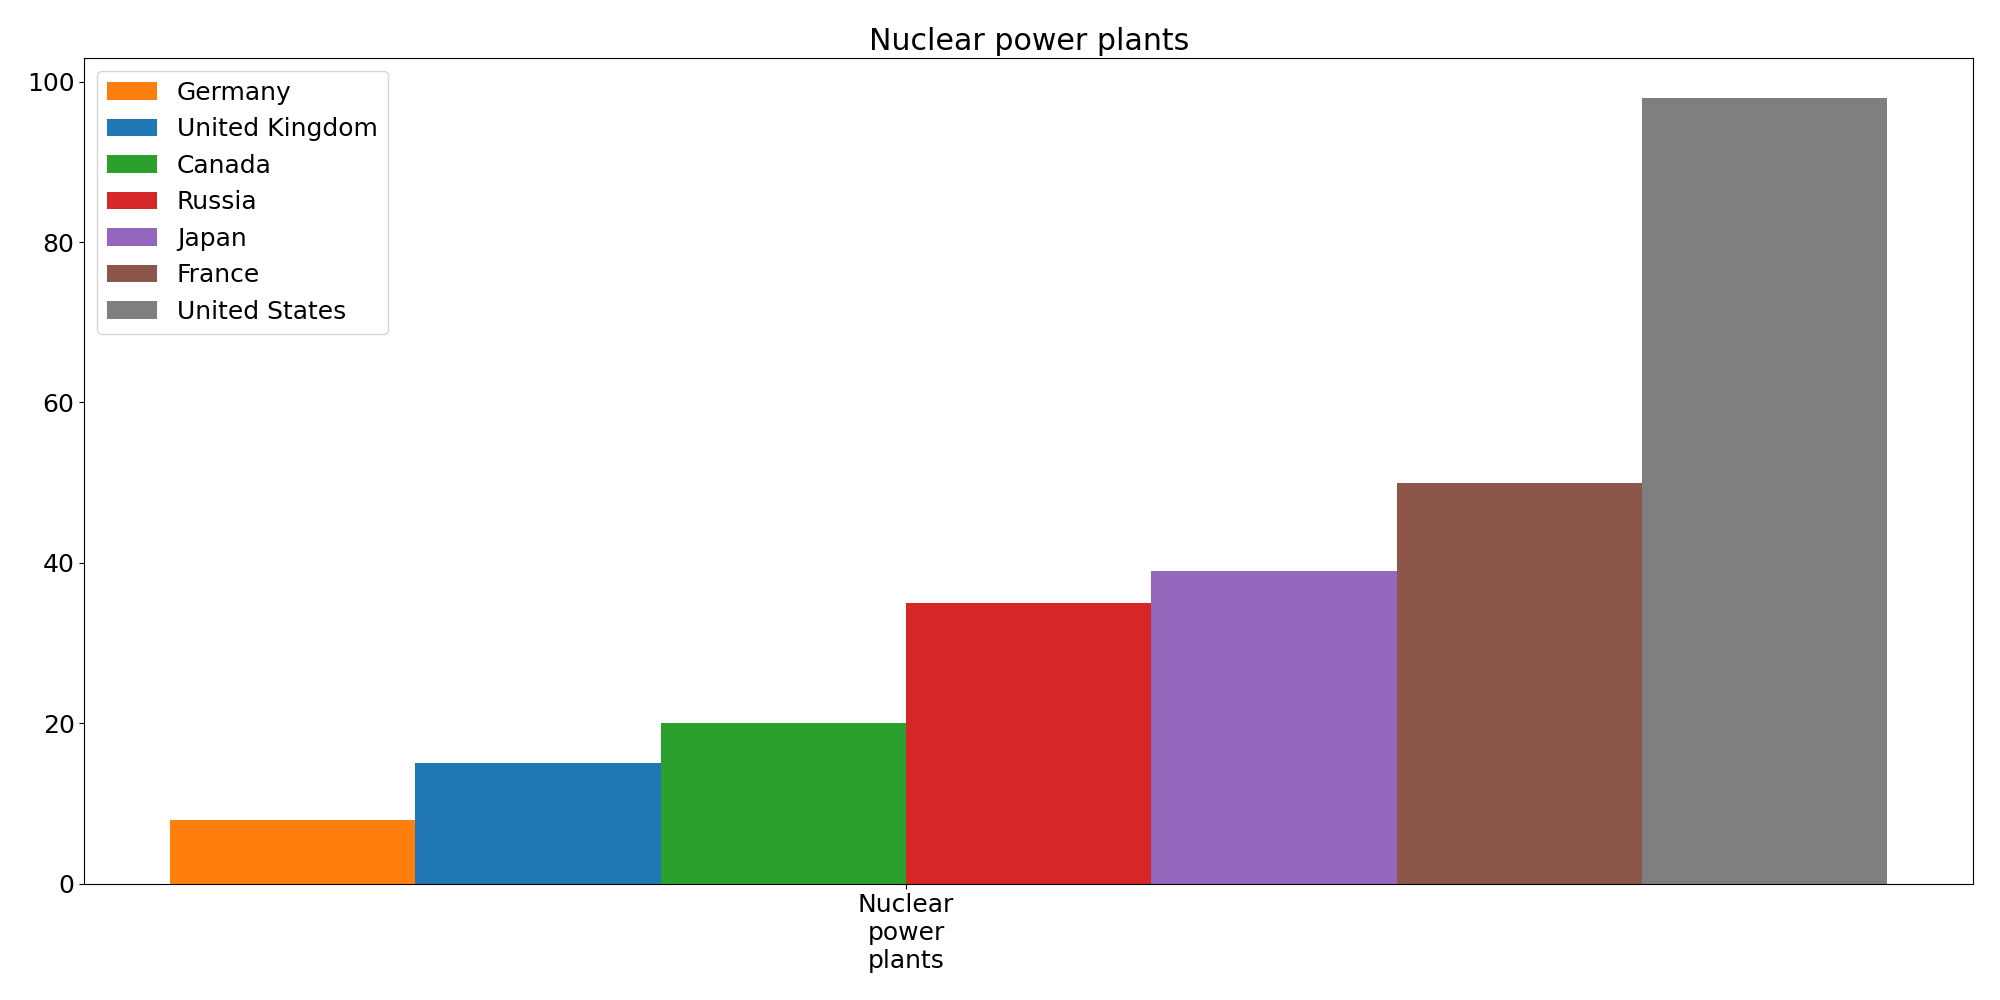 Nuclear power plants
100
80
60
40
20
0
Germany
United Kingdom
Canada
Russia
Japan
France
United States
Nuclear
power
plants